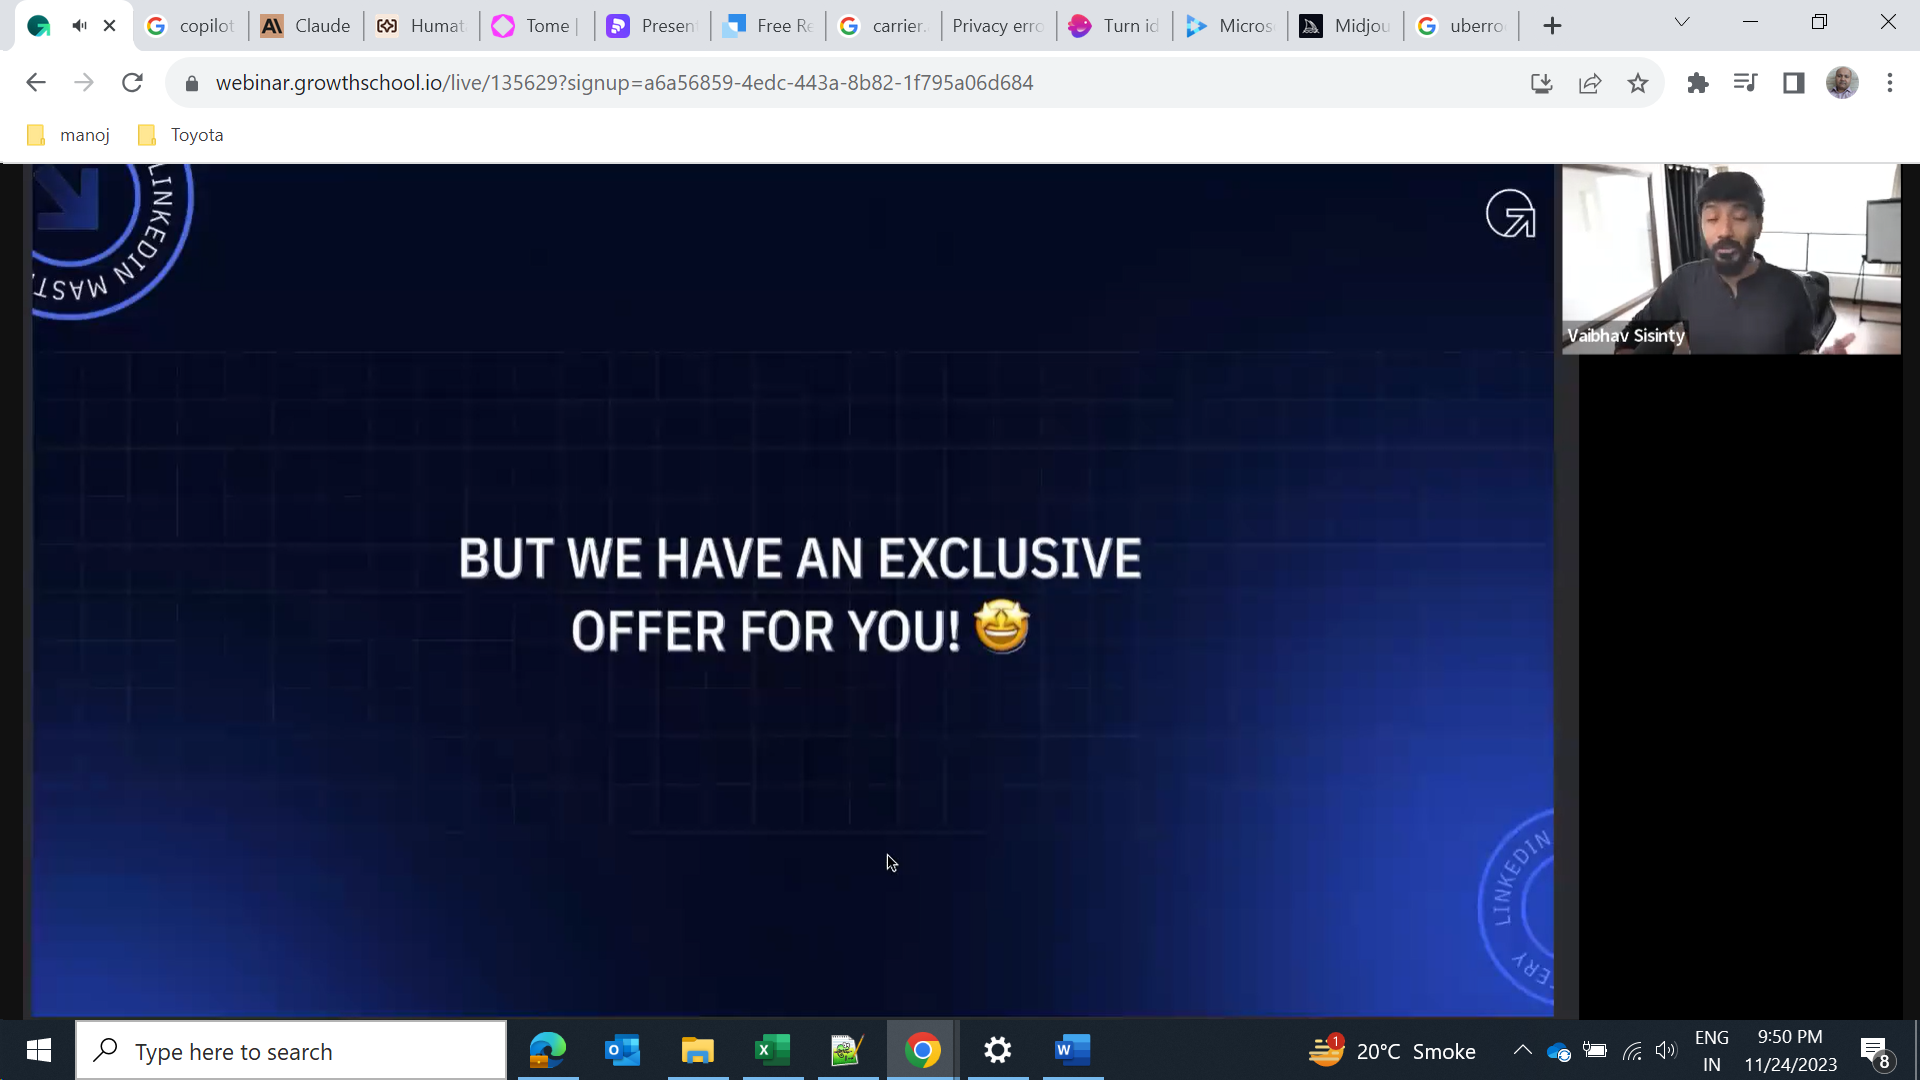 copilot
Claude
Humat
Tome |
Presen
Free Re
carrier.
Privacy erro
Turn id
Micros
Midjou
uberro
webinar.growthschool.io/live/135629?signup=a6a56859-4edc-443a-8b82-1f795a06d684
manoj
Toyota
LINKEDIN MAST
Vaibhav Sisinty
BUT WE HAVE AN EXCLUSIVE
OFFER FOR YOU! 🤩
LINKEDIN
ERY
Type here to search
1
20°C Smoke
ENG
IN
9:50 PM
11/24/2023
8